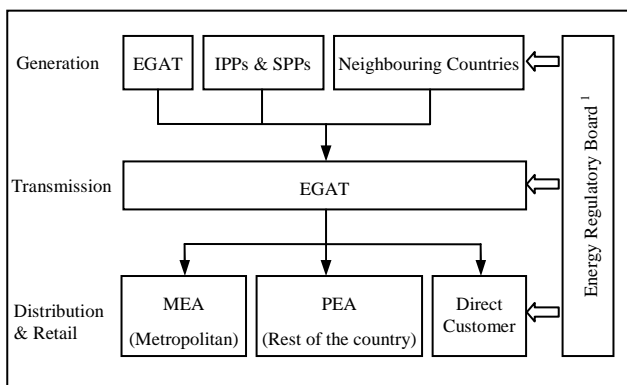 Generation
EGAT
IPPs & SPPs
Neighbouring Countries
Energy Regulatory Board 1
Transmission
EGAT
Distribution
& Retail
MEA
(Metropolitan)
PEA
(Rest of the country)
Direct
Customer